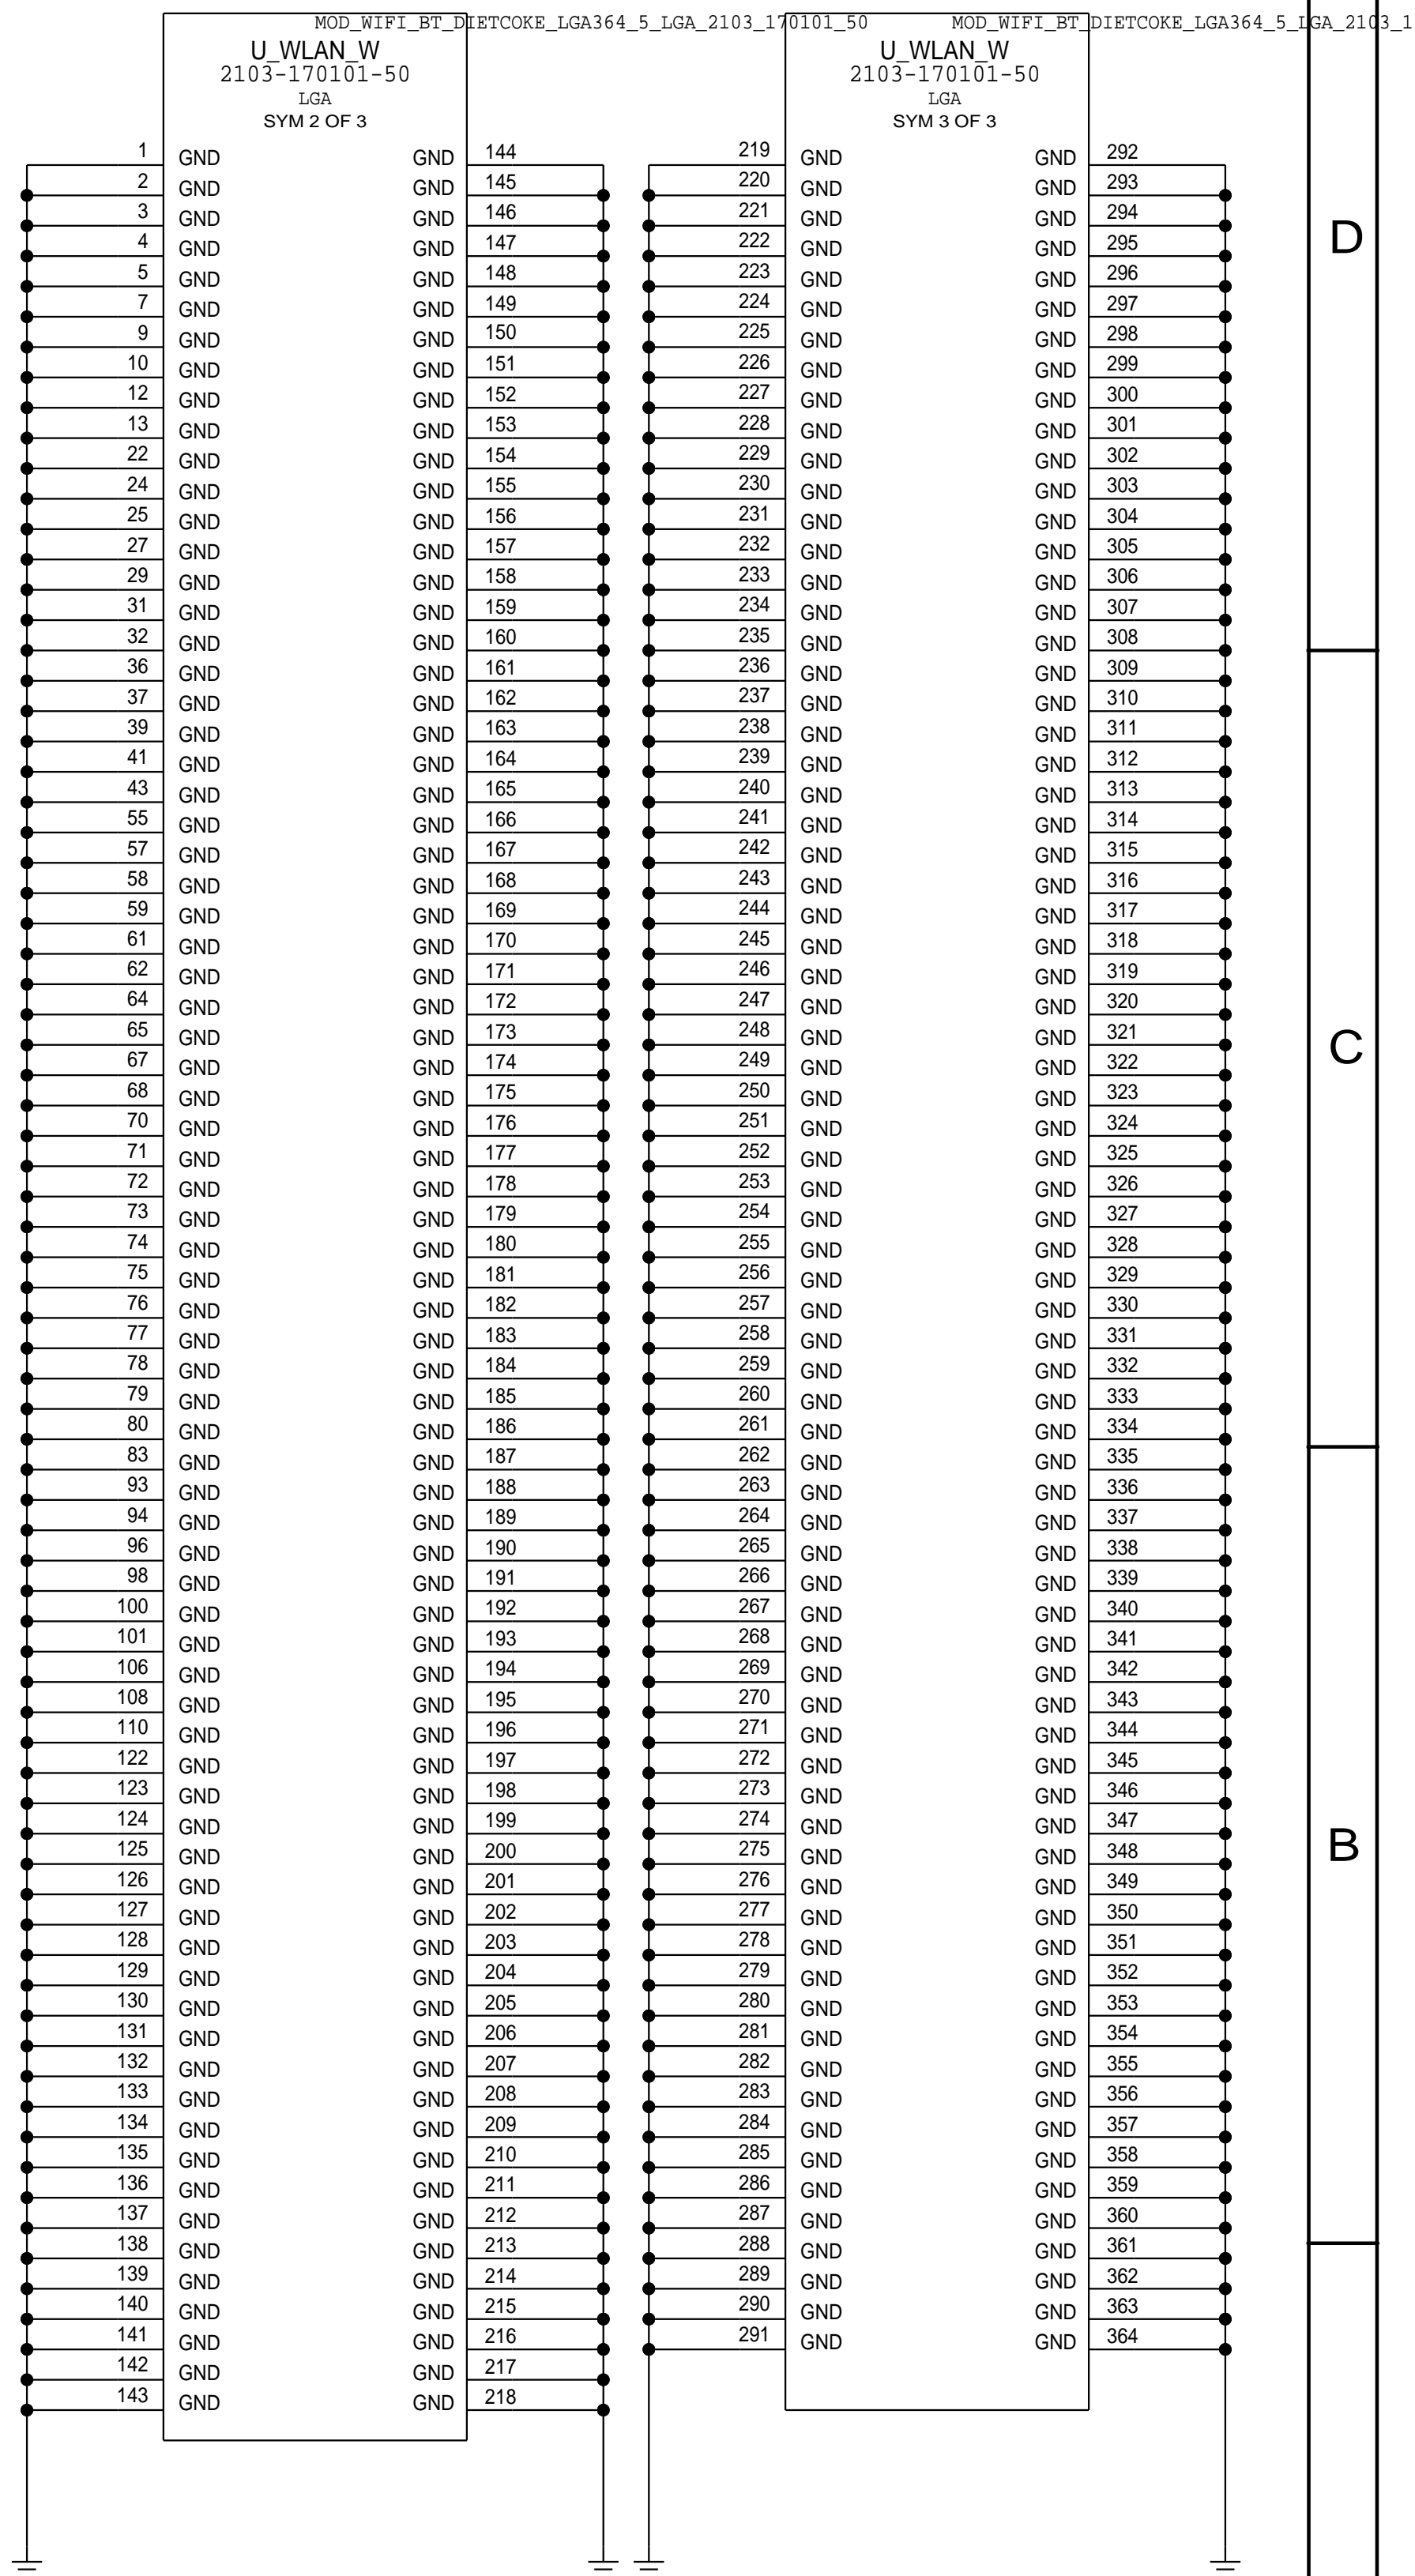 MOD_WIFI_BT_DIETCOKE_LGA364_5_LGA_2103_170101_50
U_WLAN_W
2103-170101-50
LGA
SYM 2 OF 3
1 GND GND 144
2 GND GND 145
3 GND GND 146
4 GND GND 147
5 GND GND 148
7 GND GND 149
9 GND GND 150
10 GND GND 151
12 GND GND 152
13 GND GND 153
22 GND GND 154
24 GND GND 155
25 GND GND 156
27 GND GND 157
29 GND GND 158
31 GND GND 159
32 GND GND 160
36 GND GND 161
37 GND GND 162
39 GND GND 163
41 GND GND 164
43 GND GND 165
55 GND GND 166
57 GND GND 167
58 GND GND 168
59 GND GND 169
61 GND GND 170
62 GND GND 171
64 GND GND 172
65 GND GND 173
67 GND GND 174
68 GND GND 175
70 GND GND 176
71 GND GND 177
72 GND GND 178
73 GND GND 179
74 GND GND 180
75 GND GND 181
76 GND GND 182
77 GND GND 183
78 GND GND 184
79 GND GND 185
80 GND GND 186
83 GND GND 187
93 GND GND 188
94 GND GND 189
96 GND GND 190
98 GND GND 191
100 GND GND 192
101 GND GND 193
106 GND GND 194
108 GND GND 195
110 GND GND 196
122 GND GND 197
123 GND GND 198
124 GND GND 199
125 GND GND 200
126 GND GND 201
127 GND GND 202
128 GND GND 203
129 GND GND 204
130 GND GND 205
131 GND GND 206
132 GND GND 207
133 GND GND 208
134 GND GND 209
135 GND GND 210
136 GND GND 211
137 GND GND 212
138 GND GND 213
139 GND GND 214
140 GND GND 215
141 GND GND 216
142 GND GND 217
143 GND GND 218
MOD_WIFI_BT_DIETCOKE_LGA364_5_LGA_2103_1
U_WLAN_W
2103-170101-50
LGA
SYM 3 OF 3
219 GND GND 292
220 GND GND 293
221 GND GND 294
222 GND GND 295
223 GND GND 296
224 GND GND 297
225 GND GND 298
226 GND GND 299
227 GND GND 300
228 GND GND 301
229 GND GND 302
230 GND GND 303
231 GND GND 304
232 GND GND 305
233 GND GND 306
234 GND GND 307
235 GND GND 308
236 GND GND 309
237 GND GND 310
238 GND GND 311
239 GND GND 312
240 GND GND 313
241 GND GND 314
242 GND GND 315
243 GND GND 316
244 GND GND 317
245 GND GND 318
246 GND GND 319
247 GND GND 320
248 GND GND 321
249 GND GND 322
250 GND GND 323
251 GND GND 324
252 GND GND 325
253 GND GND 326
254 GND GND 327
255 GND GND 328
256 GND GND 329
257 GND GND 330
258 GND GND 331
259 GND GND 332
260 GND GND 333
261 GND GND 334
262 GND GND 335
263 GND GND 336
264 GND GND 337
265 GND GND 338
266 GND GND 339
267 GND GND 340
268 GND GND 341
269 GND GND 342
270 GND GND 343
271 GND GND 344
272 GND GND 345
273 GND GND 346
274 GND GND 347
275 GND GND 348
276 GND GND 349
277 GND GND 350
278 GND GND 351
279 GND GND 352
280 GND GND 353
281 GND GND 354
282 GND GND 355
283 GND GND 356
284 GND GND 357
285 GND GND 358
286 GND GND 359
287 GND GND 360
288 GND GND 361
289 GND GND 362
290 GND GND 363
291 GND GND 364
D
C
B